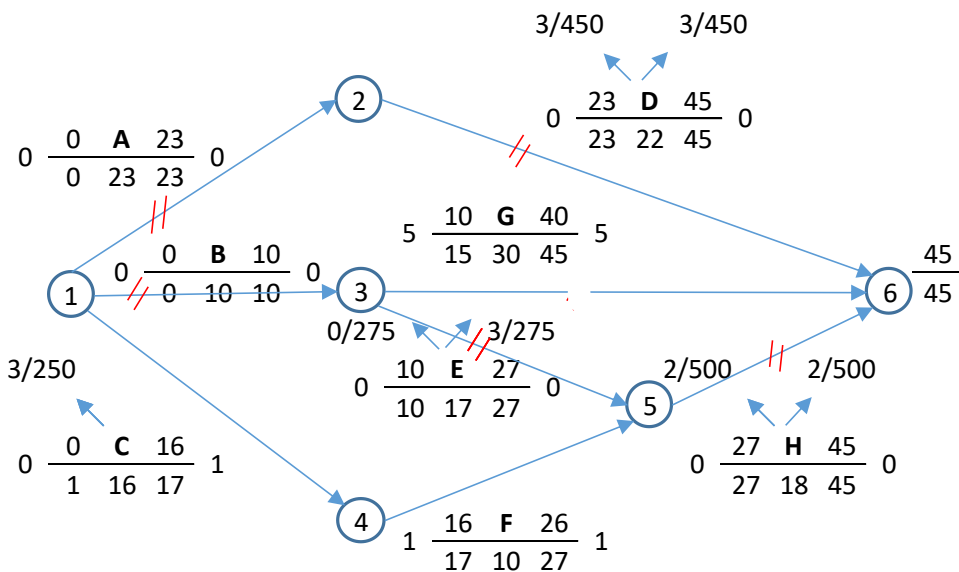 3/450 3/450
2
0 23 D 45 0
23 22 45
0 0 A 23 0
0 23 23
5 10 G 40 5
15 30 45
0 0 B 10 0
0 10 10
1
3
6
45
45
0/275 3/275
0 10 E 27 0
10 17 27
3/250
2/500 2/500
5
0 0 C 16 1
1 16 17
0 27 H 45 0
27 18 45
4
1 16 F 26 1
17 10 27